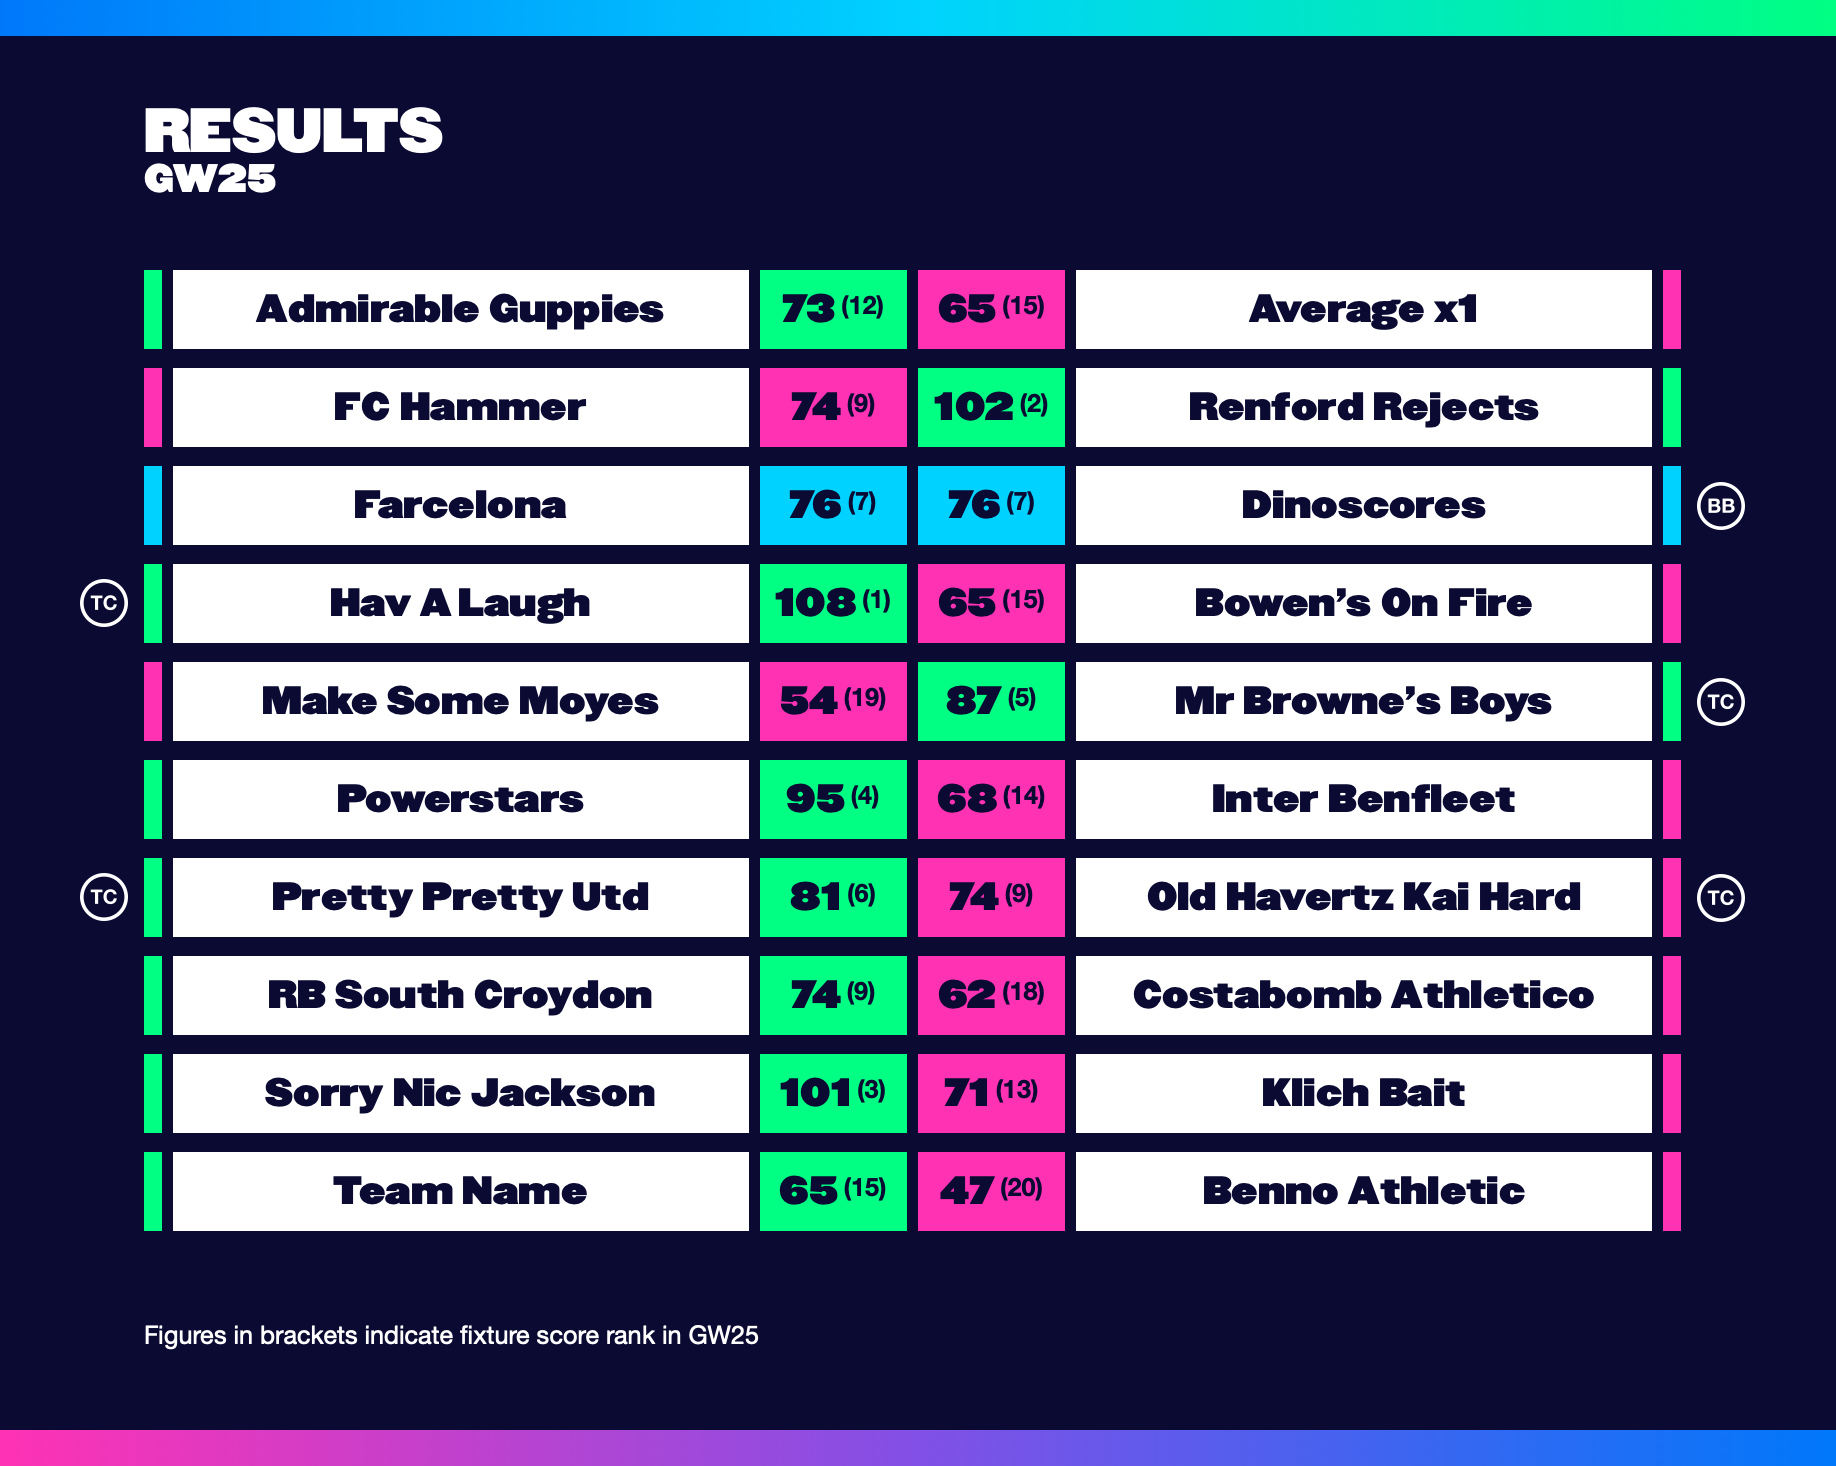 RESULTS
GW25
Admirable Guppies 73 (12) 65 (15) Average x1
FC Hammer 74 (9) 102 (2) Renford Rejects
Farcelona 76 (7) 76 (7) Dinoscores BB
TC Hav A Laugh 108 (1) 65 (15) Bowen’s On Fire
Make Some Moyes 54 (19) 87 (5) Mr Browne’s Boys TC
Powerstars 95 (4) 68 (14) Inter Benfleet
TC Pretty Pretty Utd 81 (6) 74 (9) Old Havertz Kai Hard TC
RB South Croydon 74 (9) 62 (18) Costabomb Athletico
Sorry Nic Jackson 101 (3) 71 (13) Klich Bait
Team Name 65 (15) 47 (20) Benno Athletic
Figures in brackets indicate fixture score rank in GW25